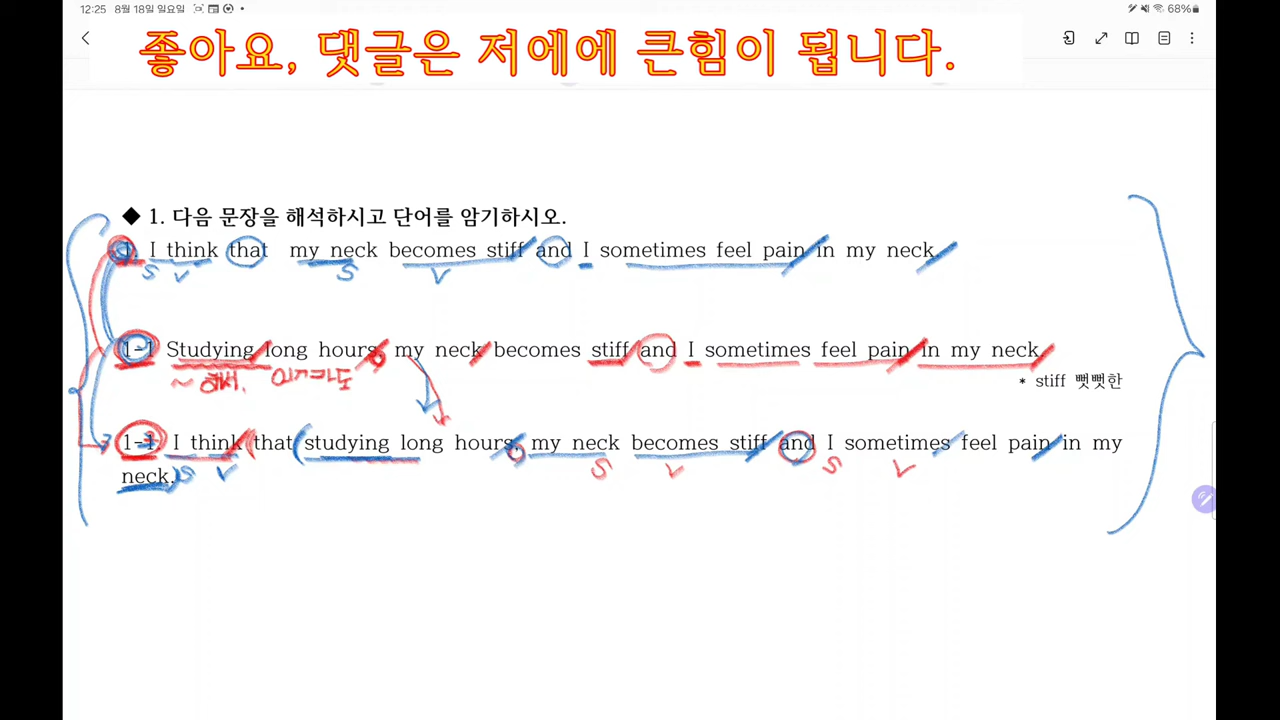 12:25 8월 18일 일요일
68%
좋아요, 댓글은 저에에 큰힘이 됩니다.
◆ 1. 다음 문장을 해석하시고 단어를 암기하시오.
1. I think that my neck becomes stiff and I sometimes feel pain in my neck.
S V S V
1-1 Studying long hours, my neck becomes stiff and I sometimes feel pain in my neck.
~ 해서.
* stiff 뻣뻣한
1-1 I think that studying long hours, my neck becomes stiff and I sometimes feel pain in my
S V S V
neck.
S V